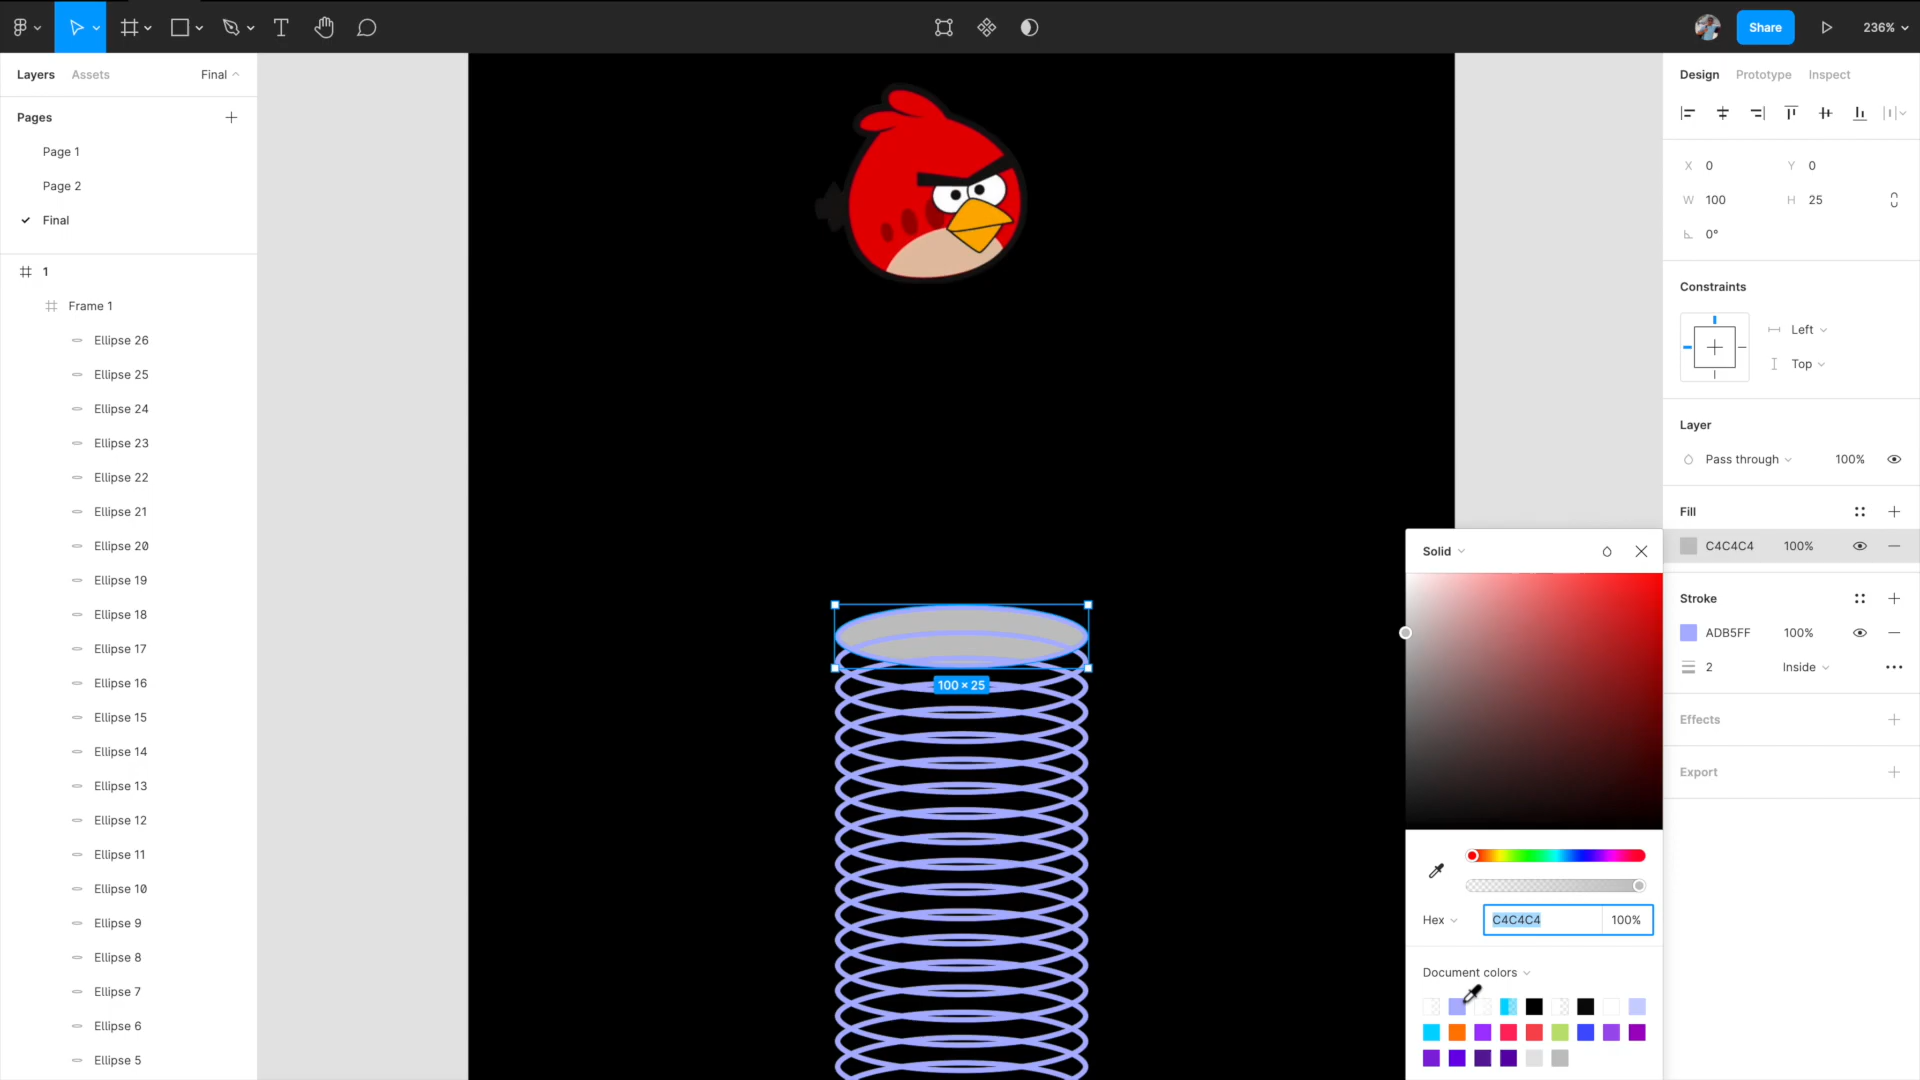 Share
236%
Layers
Assets
Final
Pages
Page 1
Page 2
Final
1
Frame 1
Ellipse 26
Ellipse 25
Ellipse 24
Ellipse 23
Ellipse 22
Ellipse 21
Ellipse 20
Ellipse 19
Ellipse 18
Ellipse 17
Ellipse 16
Ellipse 15
Ellipse 14
Ellipse 13
Ellipse 12
Ellipse 11
Ellipse 10
Ellipse 9
Ellipse 8
Ellipse 7
Ellipse 6
Ellipse 5
100 × 25
Solid
Hex
C4C4C4
100%
Document colors
Design
Prototype
Inspect
X 0
Y 0
W 100
H 25
0°
Constraints
Left
Top
Layer
Pass through
100%
Fill
C4C4C4
100%
Stroke
ADB5FF
100%
2
Inside
Effects
Export